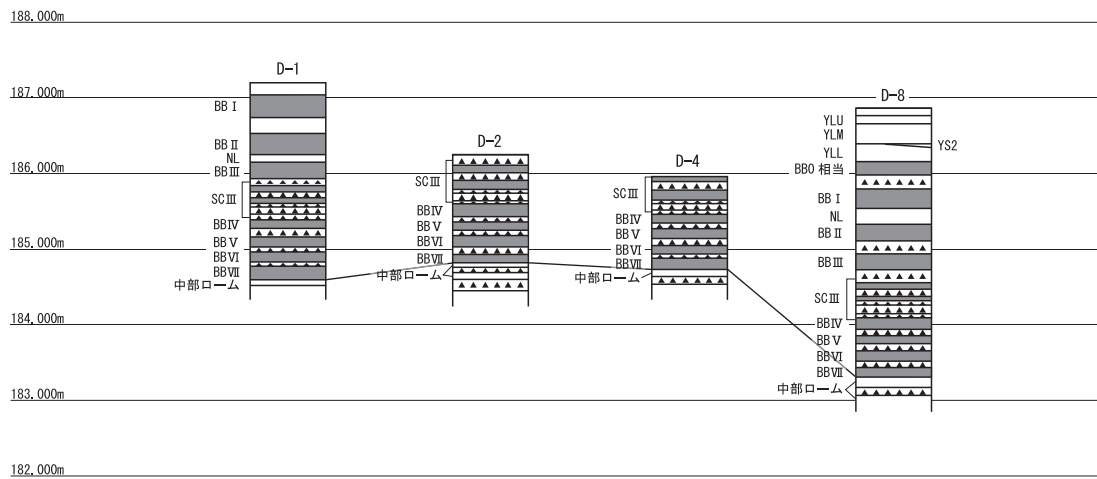 188.000m
187.000m
186.000m
185.000m
184.000m
183.000m
182.000m
D-1
BBⅠ
BBⅡ
NL
BBⅢ
SCⅢ
BBⅣ
BBⅤ
BBⅥ
BBⅦ
中部ローム
D-2
SCⅢ
BBⅣ
BBⅤ
BBⅥ
BBⅦ
中部ローム
D-4
SCⅢ
BBⅣ
BBⅤ
BBⅥ
BBⅦ
中部ローム
D-8
YLU
YLM
YS2
YLL
BB0 相当
BBⅠ
NL
BBⅡ
BBⅢ
SCⅢ
BBⅣ
BBⅤ
BBⅥ
BBⅦ
中部ローム